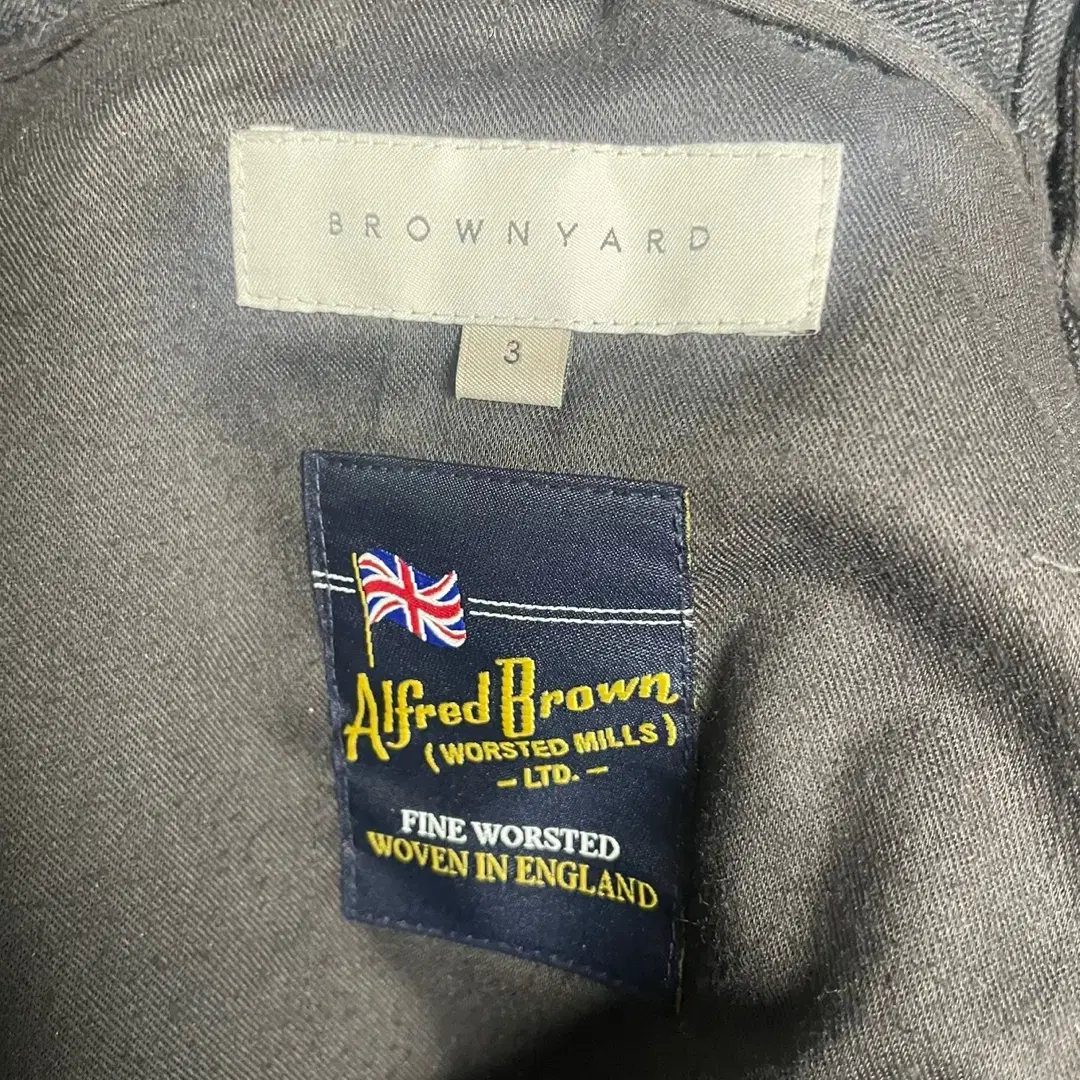 BROWNYARD
3
Alfred Brown
(WORSTED MILLS)
- LTD. -
FINE WORSTED
WOVEN IN ENGLAND